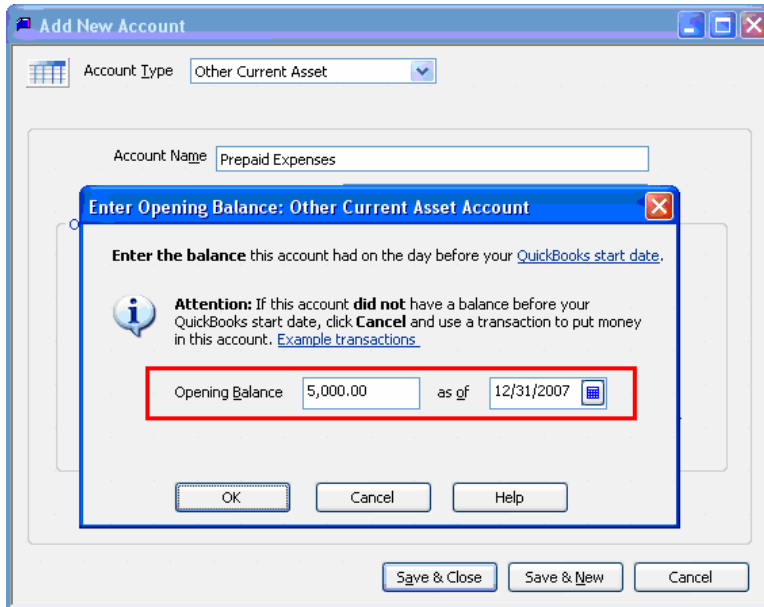 Add New Account
Account Type Other Current Asset
Account Name Prepaid Expenses
Enter Opening Balance: Other Current Asset Account
Enter the balance this account had on the day before your QuickBooks start date.
Attention: If this account did not have a balance before your
QuickBooks start date, click Cancel and use a transaction to put money
in this account. Example transactions
Opening Balance 5,000.00 as of 12/31/2007
OK Cancel Help
Save & Close Save & New Cancel